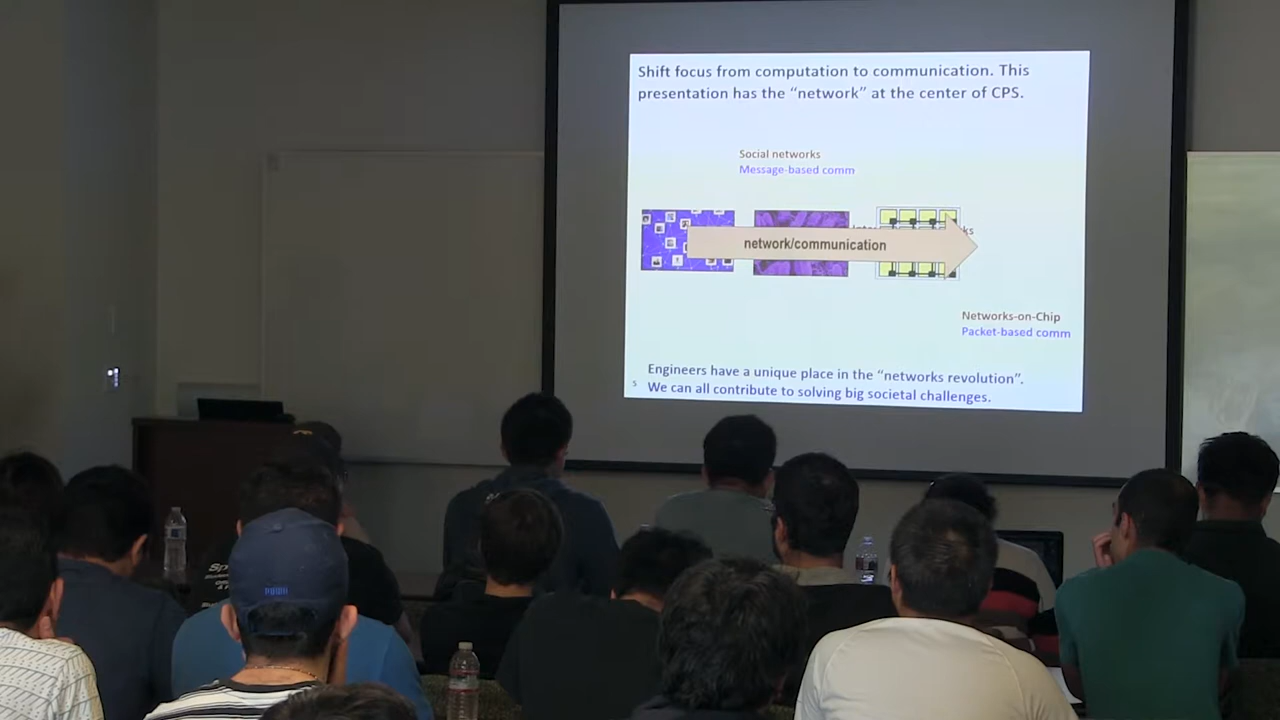 Shift focus from computation to communication. This
presentation has the “network” at the center of CPS.
Social networks
Message-based comm
network/communication
Networks-on-Chip
Packet-based comm
Engineers have a unique place in the “networks revolution”.
We can all contribute to solving big societal challenges.
5